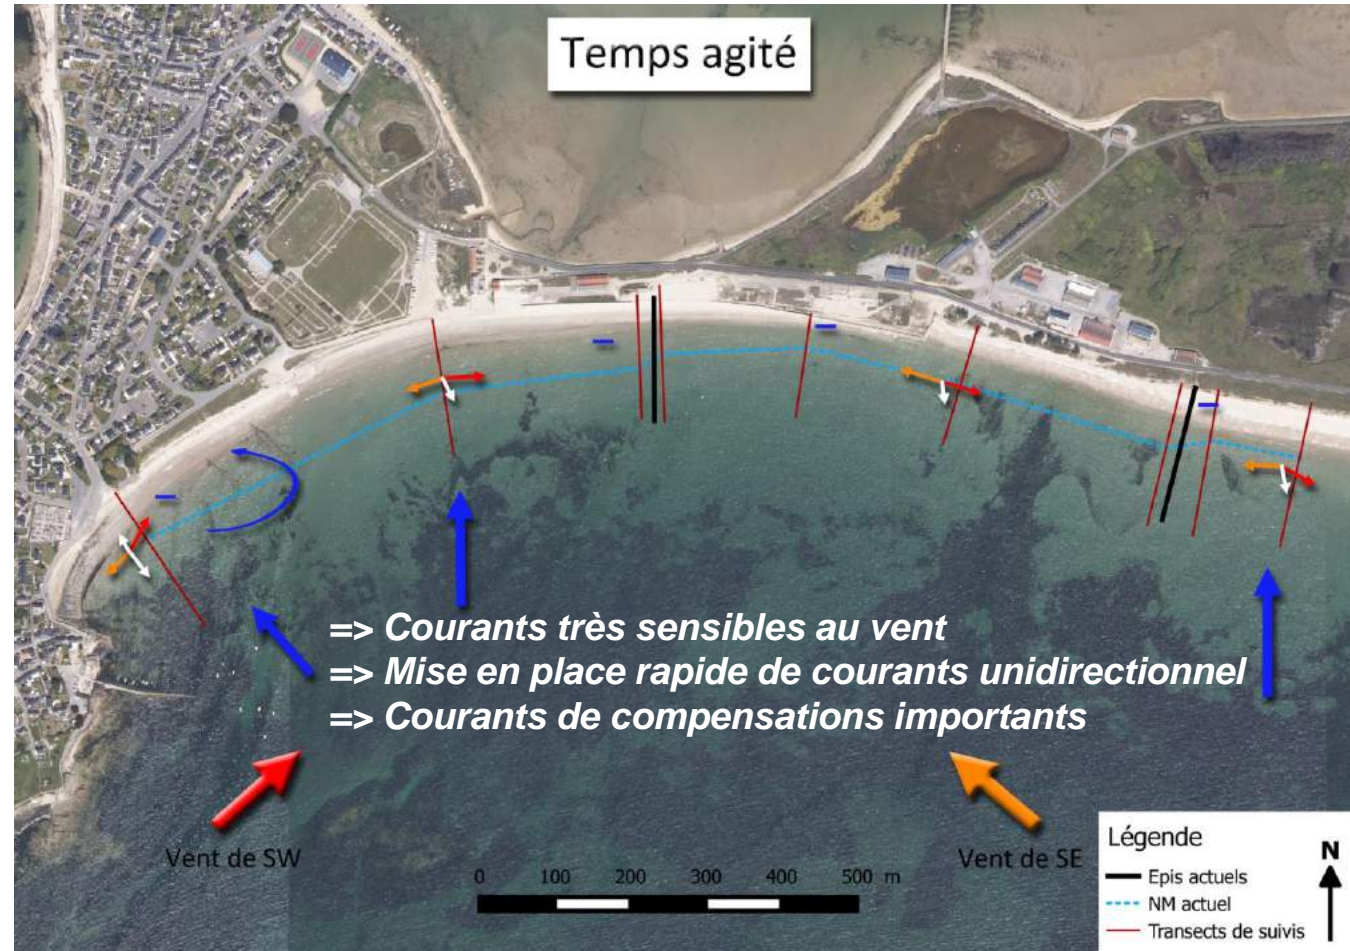 Temps agité
=> Courants très sensibles au vent
=> Mise en place rapide de courants unidirectionnel
=> Courants de compensations importants
Vent de SW
Vent de SE
0 100 200 300 400 500 m
Légende
N
Epis actuels
NM actuel
Transects de suivis